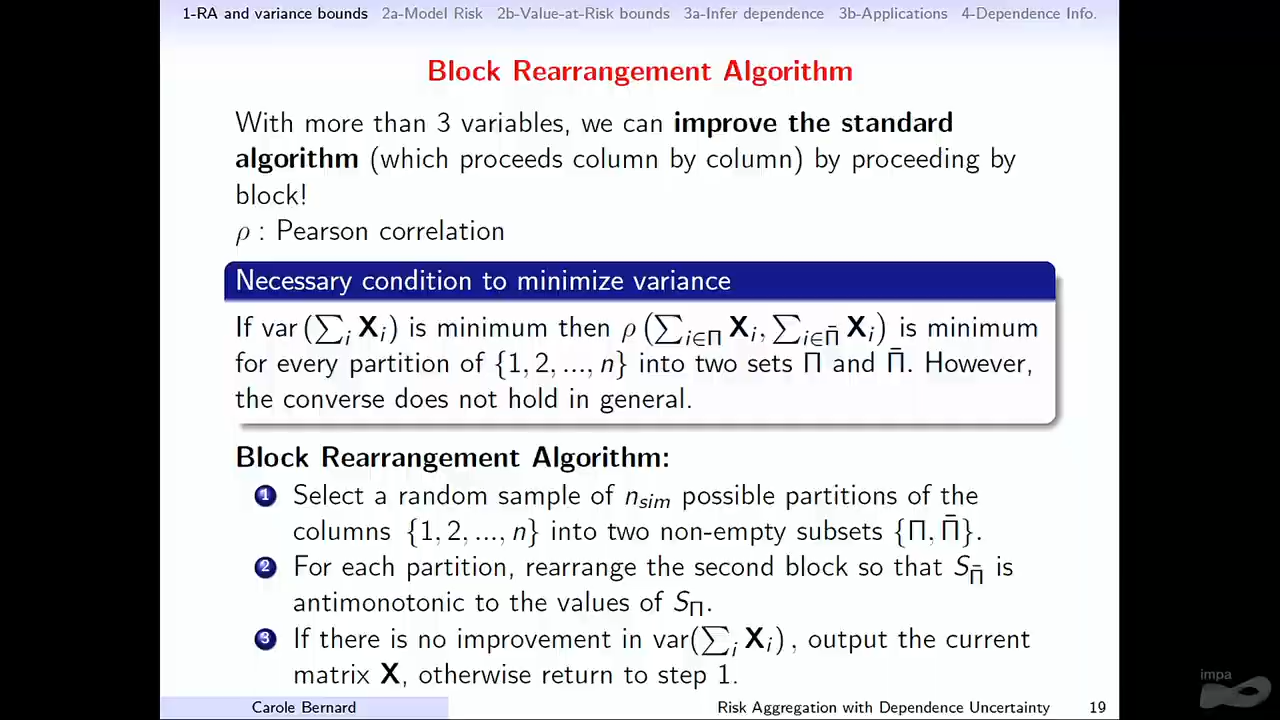 1-RA and variance bounds 2a-Model Risk 2b-Value-at-Risk bounds 3a-Infer dependence 3b-Applications 4-Dependence Info.
Block Rearrangement Algorithm
With more than 3 variables, we can improve the standard
algorithm (which proceeds column by column) by proceeding by
block!
ρ : Pearson correlation
Necessary condition to minimize variance
If var (∑ᵢ Xᵢ) is minimum then ρ (∑_{i∈Π} Xᵢ, ∑_{i∈Π̄} Xᵢ) is minimum
for every partition of {1, 2, ..., n} into two sets Π and Π̄. However,
the converse does not hold in general.
Block Rearrangement Algorithm:
1 Select a random sample of n_{sim} possible partitions of the
columns {1, 2, ..., n} into two non-empty subsets {Π, Π̄}.
2 For each partition, rearrange the second block so that S_{Π̄} is
antimonotonic to the values of S_Π.
3 If there is no improvement in var(∑ᵢ Xᵢ) , output the current
matrix X, otherwise return to step 1.
Carole Bernard Risk Aggregation with Dependence Uncertainty 19
impa